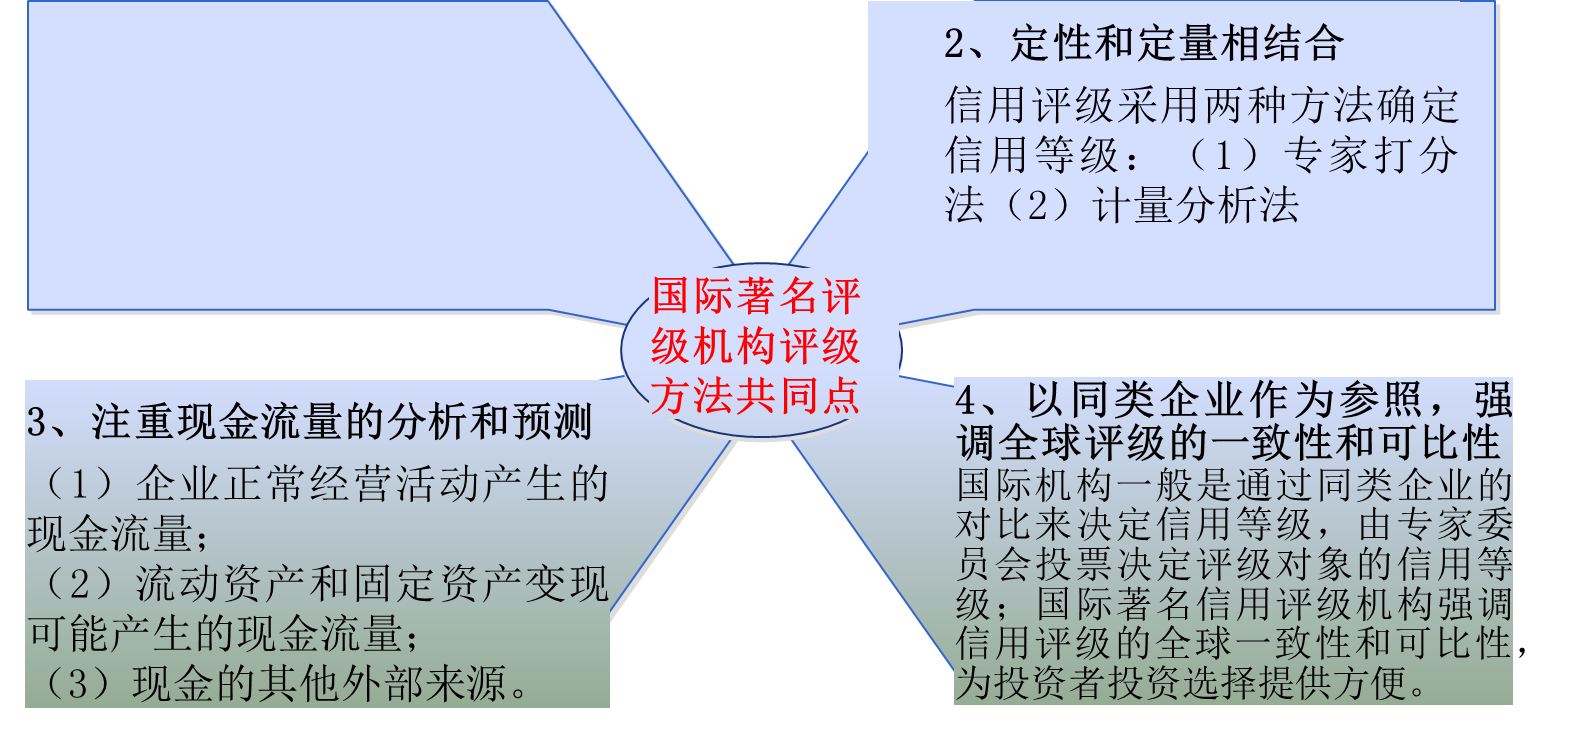 2、定性和定量相结合
信用评级采用两种方法确定
信用等级：（1）专家打分
法（2）计量分析法
国际著名评
级机构评级
方法共同点
3、注重现金流量的分析和预测
（1）企业正常经营活动产生的
现金流量；
（2）流动资产和固定资产变现
可能产生的现金流量；
（3）现金的其他外部来源。
4、以同类企业作为参照，强
调全球评级的一致性和可比性
国际机构一般是通过同类企业的
对比来决定信用等级，由专家委
员会投票决定评级对象的信用等
级；国际著名信用评级机构强调
信用评级的全球一致性和可比性，
为投资者投资选择提供方便。